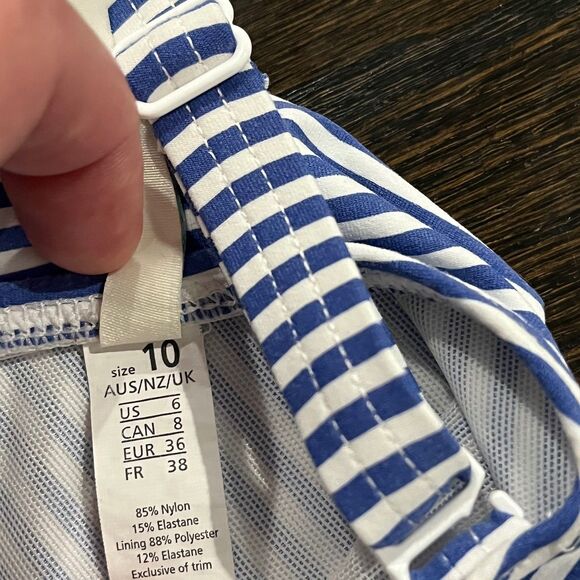 size 10
AUS/NZ/UK
US 6
CAN 8
EUR 36
FR 38
85% Nylon
15% Elastane
Lining 88% Polyester
12% Elastane
Exclusive of trim